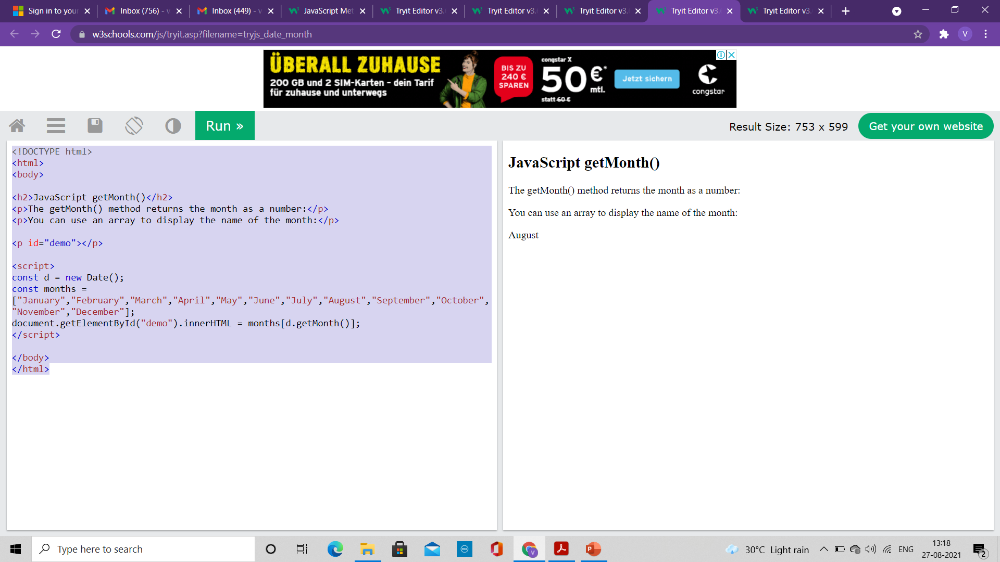 Sign in to your
Inbox (756) - v
Inbox (449) - v
JavaScript Met
Tryit Editor v3.
Tryit Editor v3.
Tryit Editor v3.
Tryit Editor v3.
Tryit Editor v3.
w3schools.com/js/tryit.asp?filename=tryjs_date_month
V
ÜBERALL ZUHAUSE
200 GB und 2 SIM-Karten – dein Tarif
für zuhause und unterwegs
BIS ZU
240 €
SPAREN
congstar X
50 €*
mtl.
statt 60 €
Jetzt sichern
congstar
Run »
Result Size: 753 x 599
Get your own website
<!DOCTYPE html>
<html>
<body>
<h2>JavaScript getMonth()</h2>
<p>The getMonth() method returns the month as a number:</p>
<p>You can use an array to display the name of the month:</p>
<p id="demo"></p>
<script>
const d = new Date();
const months =
["January","February","March","April","May","June","July","August","September","October",
"November","December"];
document.getElementById("demo").innerHTML = months[d.getMonth()];
</script>
</body>
</html>
JavaScript getMonth()
The getMonth() method returns the month as a number:
You can use an array to display the name of the month:
August
Type here to search
30°C Light rain
ENG
13:18
27-08-2021
2